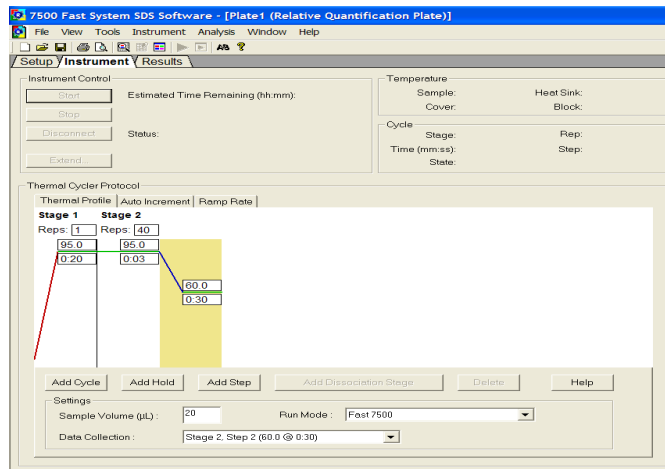 7500 Fast System SDS Software - [Plate1 (Relative Quantification Plate)]
File View Tools Instrument Analysis Window Help
Setup Instrument Results
Instrument Control
Start
Estimated Time Remaining (hh:mm):
Stop
Disconnect
Status:
Extend...
Temperature
Sample: Heat Sink:
Cover: Block:
Cycle
Stage: Rep:
Time (mm:ss): Step:
State:
Thermal Cycler Protocol
Thermal Profile Auto Increment Ramp Rate
Stage 1 Stage 2
Reps: 1 Reps: 40
95.0 95.0
0:20 0:03
60.0
0:30
Add Cycle Add Hold Add Step Add Dissociation Stage Delete Help
Settings
Sample Volume (µL) : 20 Run Mode : Fast 7500
Data Collection : Stage 2, Step 2 (60.0 @ 0:30)